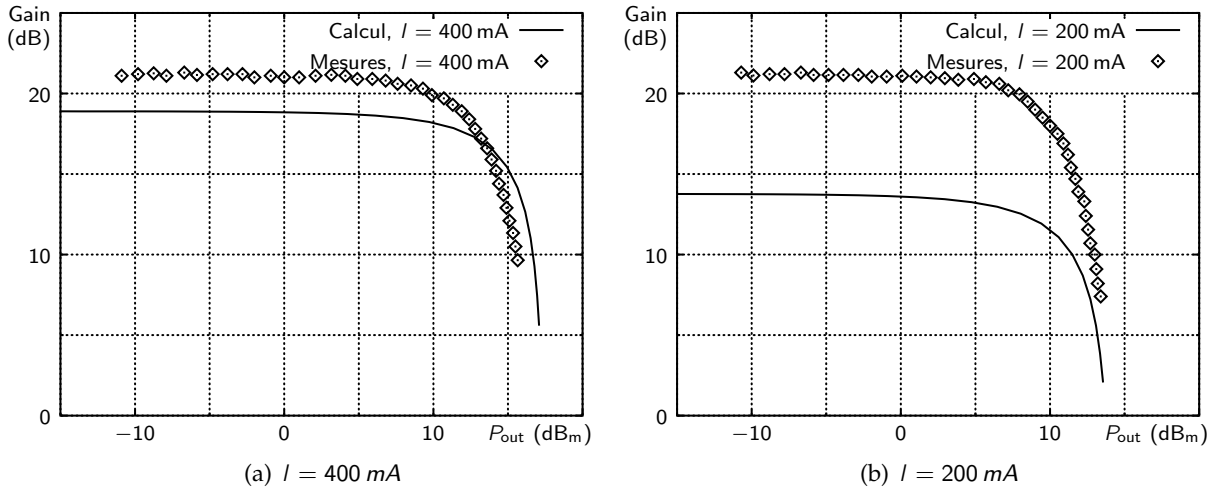 Gain
(dB)
Calcul, I = 400 mA
Mesures, I = 400 mA
20
10
0
−10
0
10
Pout (dBm)
(a) I = 400 mA
Gain
(dB)
Calcul, I = 200 mA
Mesures, I = 200 mA
20
10
0
−10
0
10
Pout (dBm)
(b) I = 200 mA